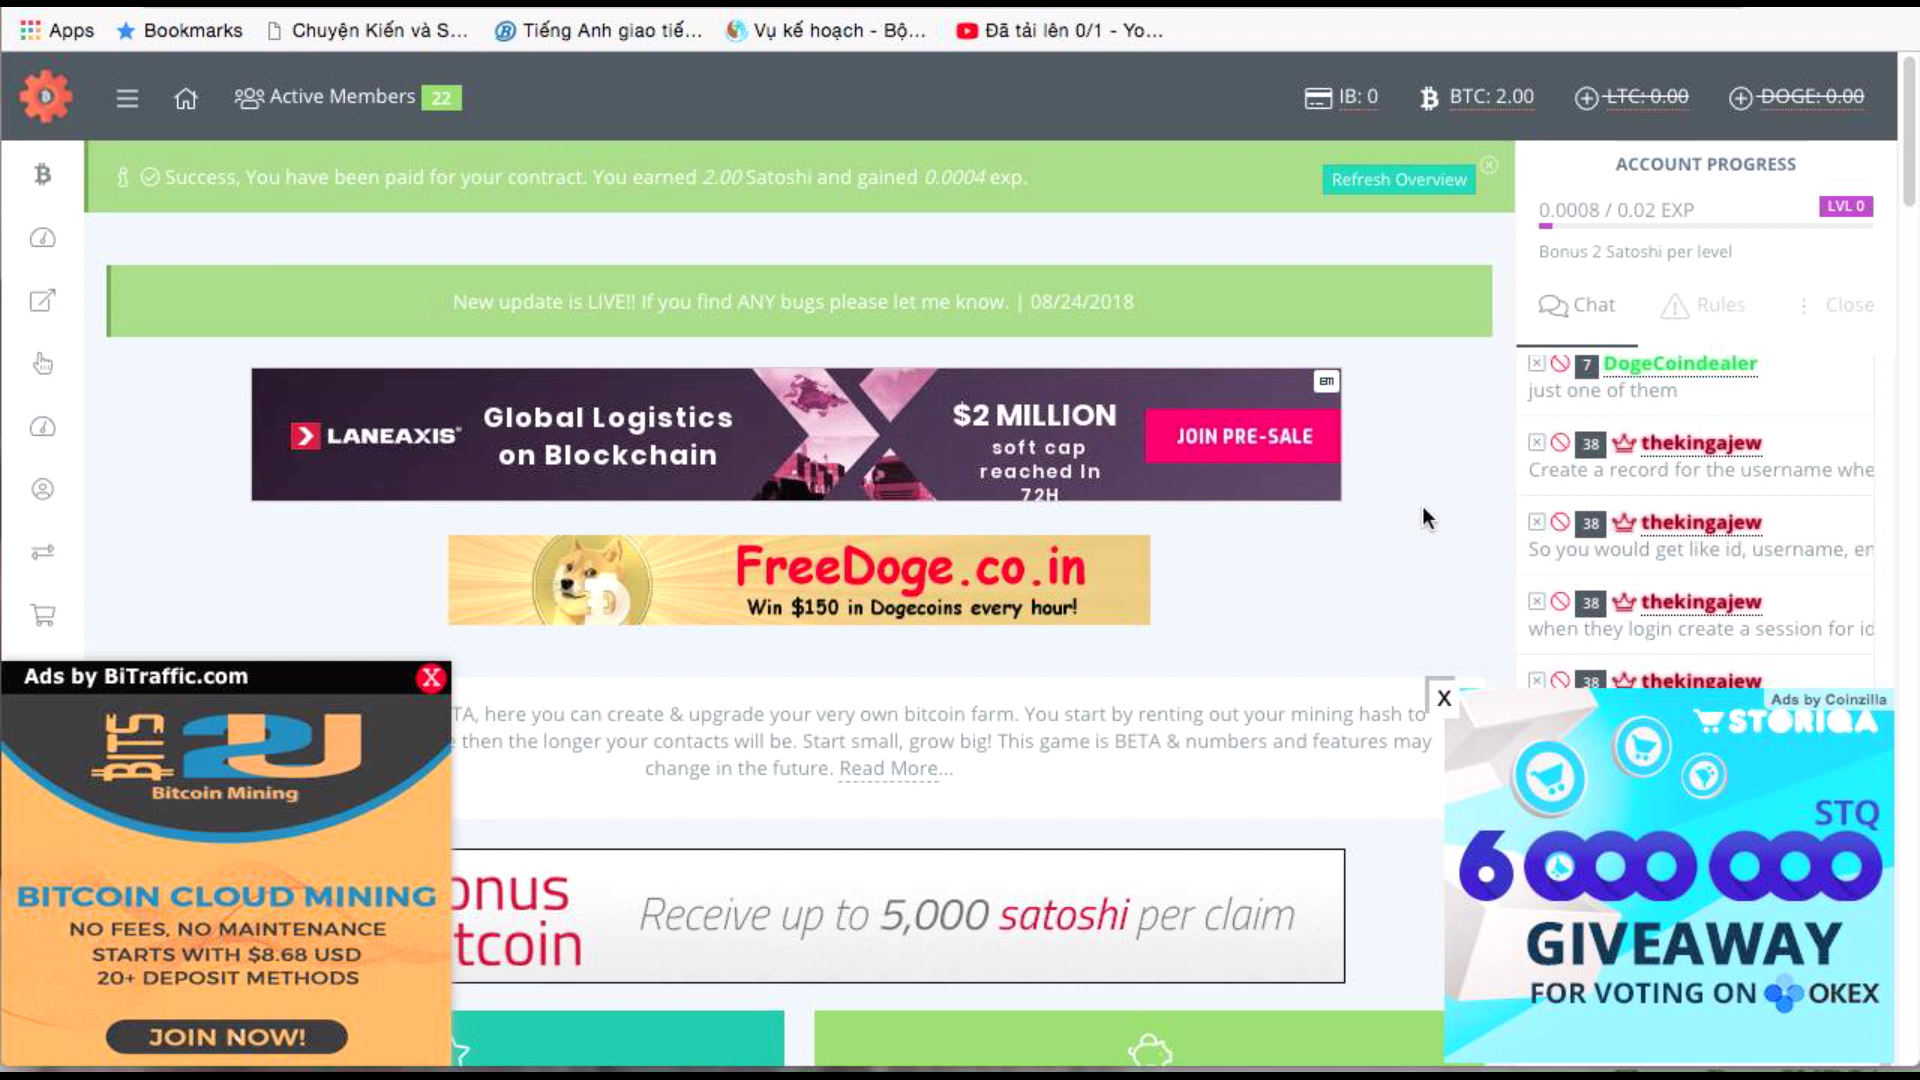 Apps
Bookmarks
Chuyện Kiến và S...
Tiếng Anh giao tiế...
Vụ kế hoạch - Bộ...
Đã tải lên 0/1 - Yo...
Active Members 22
IB: 0
BTC: 2.00
LTC: 0.00
DOGE: 0.00
Success, You have been paid for your contract. You earned 2.00 Satoshi and gained 0.0004 exp.
Refresh Overview
New update is LIVE!! If you find ANY bugs please let me know. | 08/24/2018
LANEAXIS
Global Logistics
on Blockchain
$2 MILLION
soft cap
reached In
72H
JOIN PRE-SALE
FreeDoge.co.in
Win $150 in Dogecoins every hour!
TA, here you can create & upgrade your very own bitcoin farm. You start by renting out your mining hash to
then the longer your contacts will be. Start small, grow big! This game is BETA & numbers and features may
change in the future. Read More...
onus
tcoin
Receive up to 5,000 satoshi per claim
ACCOUNT PROGRESS
0.0008 / 0.02 EXP
LVL 0
Bonus 2 Satoshi per level
Chat
Rules
Close
7 DogeCoindealer
just one of them
38 thekingajew
Create a record for the username whe
38 thekingajew
So you would get like id, username, en
38 thekingajew
when they login create a session for id
38 thekingajew
Ads by BiTraffic.com
X
BITS
2U
Bitcoin Mining
BITCOIN CLOUD MINING
NO FEES, NO MAINTENANCE
STARTS WITH $8.68 USD
20+ DEPOSIT METHODS
JOIN NOW!
X
Ads by Coinzilla
STORIQA
STQ
6 000 000
GIVEAWAY
FOR VOTING ON OKEX